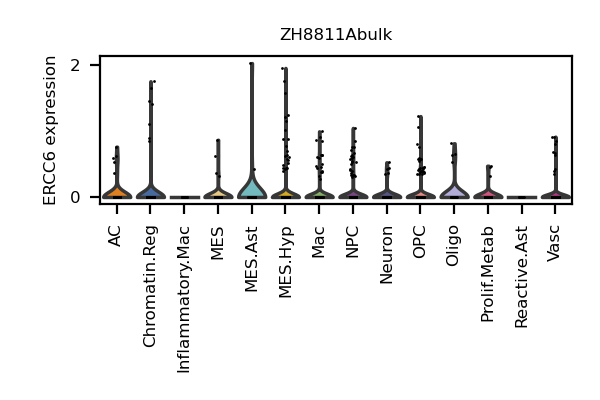 ZH8811Abulk
ERCC6 expression
2
0
AC
Chromatin.Reg
Inflammatory.Mac
MES
MES.Ast
MES.Hyp
Mac
NPC
Neuron
OPC
Oligo
Prolif.Metab
Reactive.Ast
Vasc